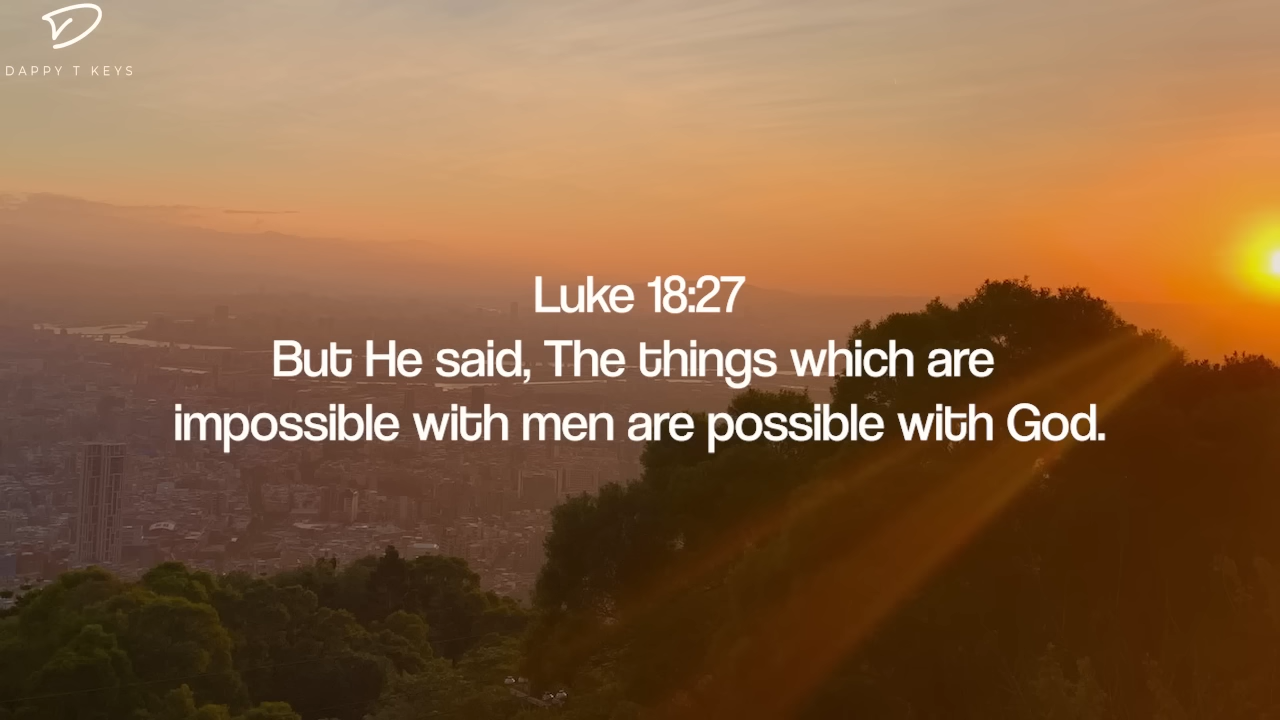 DAPPY T KEYS
Luke 18:27
But He said, The things which are
impossible with men are possible with God.